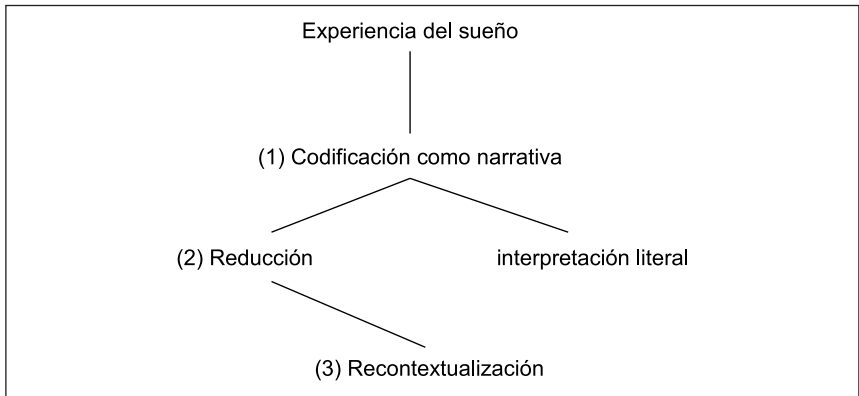 Experiencia del sueño
(1) Codificación como narrativa
(2) Reducción
interpretación literal
(3) Recontextualización